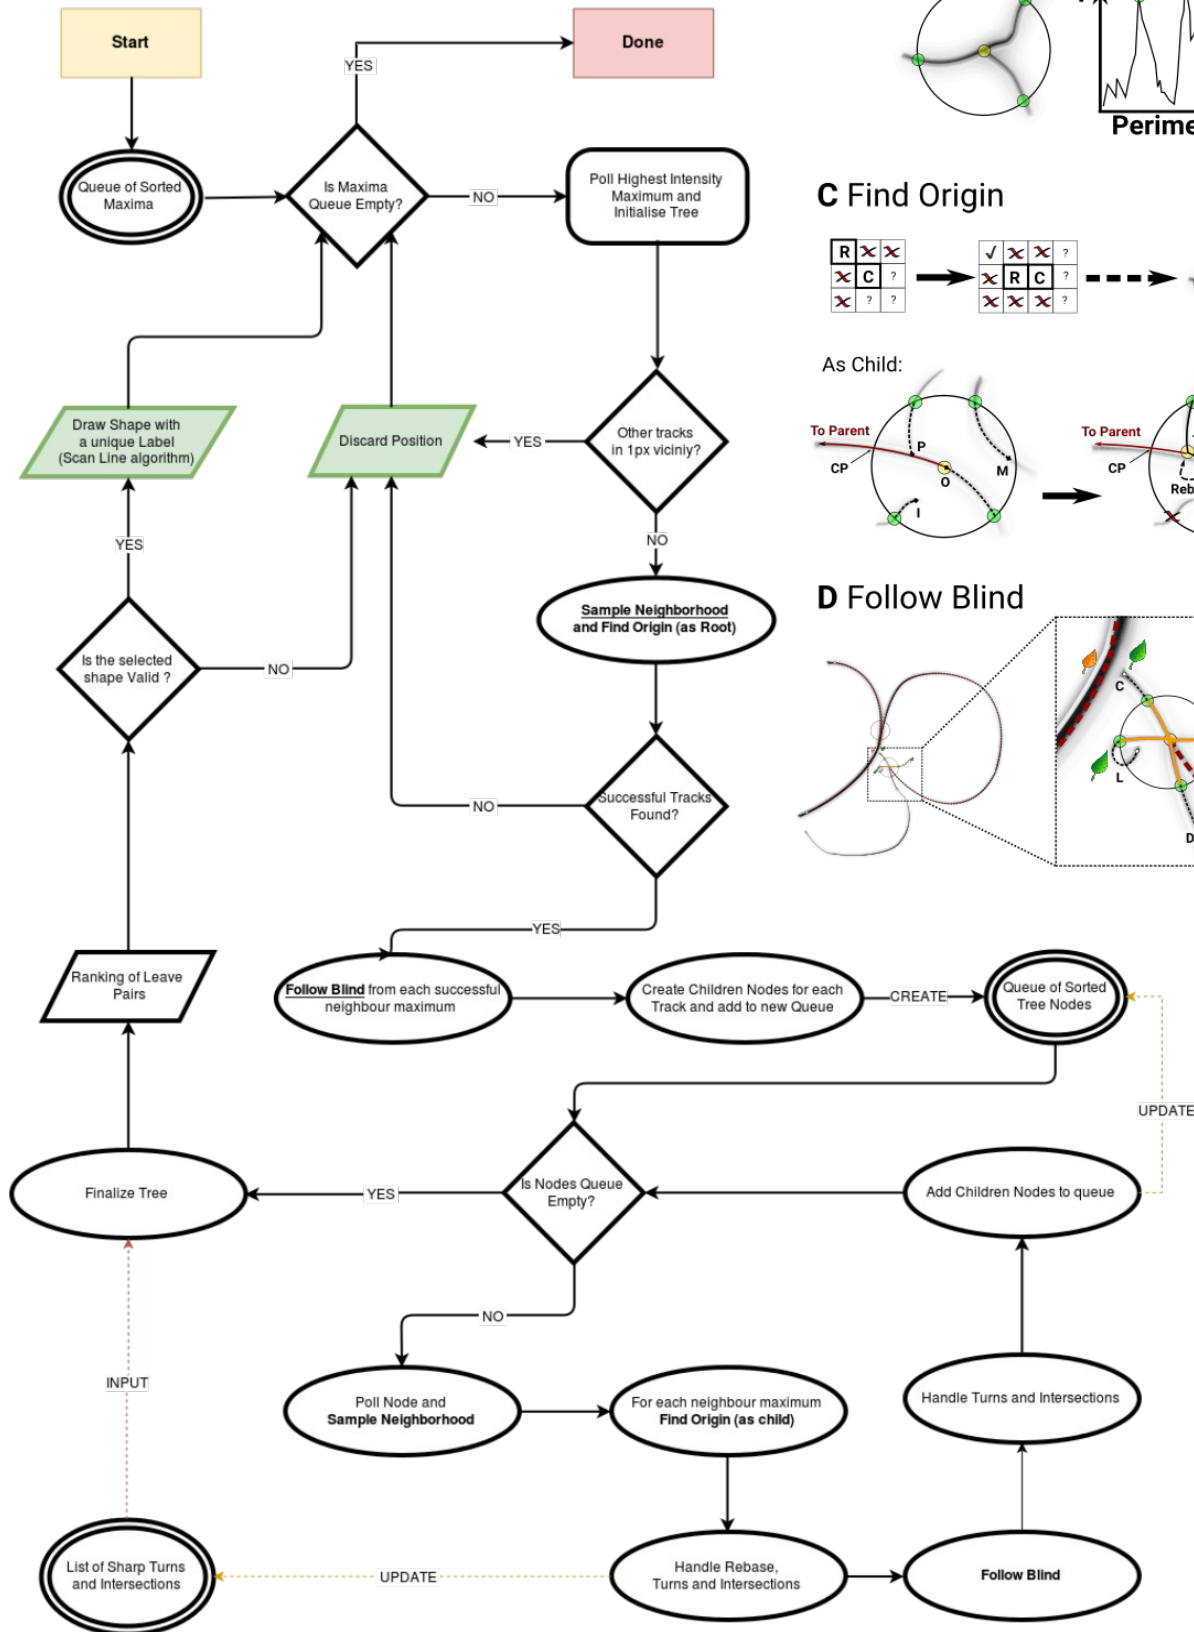 Start
Done
YES
Queue of Sorted
Maxima
Is Maxima
Queue Empty?
NO
Poll Highest Intensity
Maximum and
Initialise Tree
Perime
C Find Origin
R
C
?
?
?
✓
?
R
C
?
?
Draw Shape with
a unique Label
(Scan Line algorithm)
Discard Position
YES
Other tracks
in 1px viciniy?
As Child:
To Parent
CP
P
O
M
I
To Parent
CP
Reb
YES
NO
Is the selected
shape Valid ?
NO
Sample Neighborhood
and Find Origin (as Root)
D Follow Blind
C
L
D
Successful Tracks
Found?
NO
YES
Ranking of Leave
Pairs
Follow Blind from each successful
neighbour maximum
Create Children Nodes for each
Track and add to new Queue
CREATE
Queue of Sorted
Tree Nodes
UPDATE
Finalize Tree
YES
Is Nodes Queue
Empty?
Add Children Nodes to queue
NO
INPUT
Poll Node and
Sample Neighborhood
For each neighbour maximum
Find Origin (as child)
Handle Turns and Intersections
List of Sharp Turns
and Intersections
UPDATE
Handle Rebase,
Turns and Intersections
Follow Blind